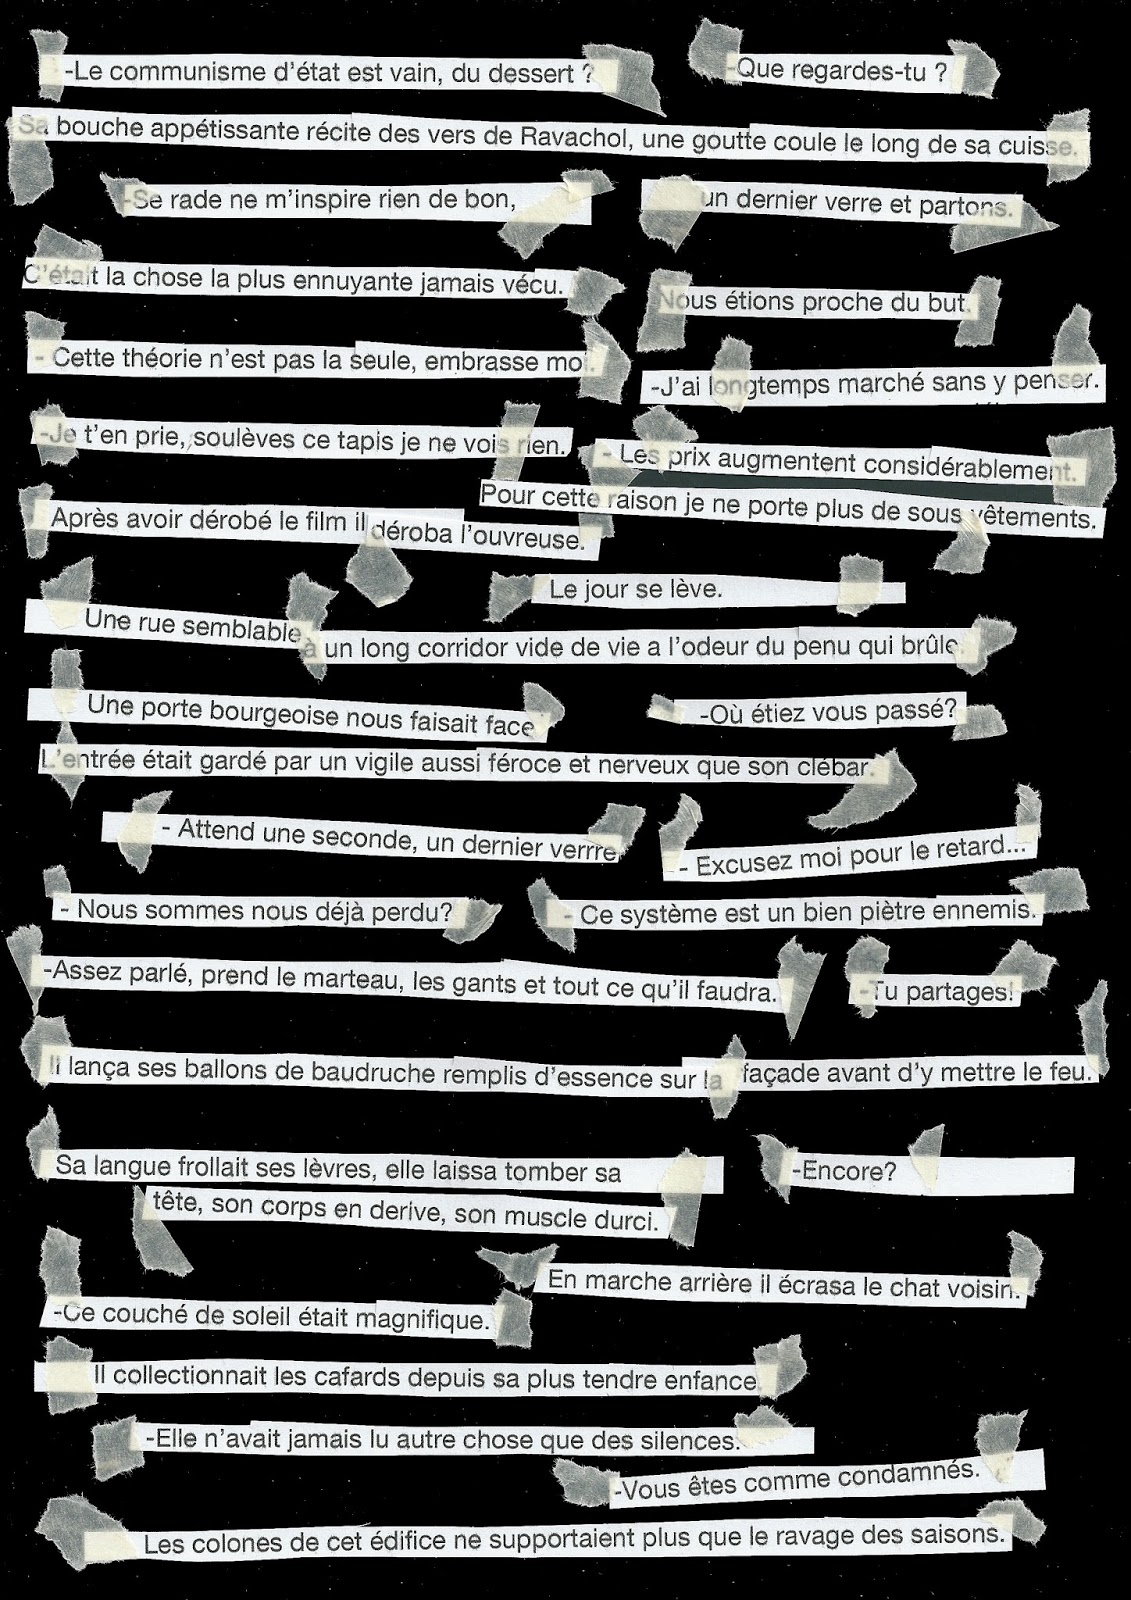 -Le communisme d'état est vain, du dessert ?
-Que regardes-tu ?
Sa bouche appétissante récite des vers de Ravachol, une goutte coule le long de sa cuisse.
-Se rade ne m'inspire rien de bon,
un dernier verre et partons.
C'était la chose la plus ennuyante jamais vécu.
Nous étions proche du but.
- Cette théorie n'est pas la seule, embrasse moi.
-J'ai longtemps marché sans y penser.
-Je t'en prie, soulèves ce tapis je ne vois rien.
- Les prix augmentent considérablement.
Pour cette raison je ne porte plus de sous vêtements.
Après avoir dérobé le film il déroba l'ouvreuse.
Le jour se lève.
Une rue semblable à un long corridor vide de vie a l'odeur du penu qui brûle.
Une porte bourgeoise nous faisait face
-Où étiez vous passé?
L'entrée était gardé par un vigile aussi féroce et nerveux que son clébar.
- Attend une seconde, un dernier verrre
- Excusez moi pour le retard...
- Nous sommes nous déjà perdu?
- Ce système est un bien piètre ennemis.
-Assez parlé, prend le marteau, les gants et tout ce qu'il faudra.
-Tu partages!
Il lança ses ballons de baudruche remplis d'essence sur la façade avant d'y mettre le feu.
Sa langue frollait ses lèvres, elle laissa tomber sa
tête, son corps en derive, son muscle durci.
-Encore?
En marche arrière il écrasa le chat voisin.
-Ce couché de soleil était magnifique.
Il collectionnait les cafards depuis sa plus tendre enfance.
-Elle n'avait jamais lu autre chose que des silences.
-Vous êtes comme condamnés.
Les colones de cet édifice ne supportaient plus que le ravage des saisons.